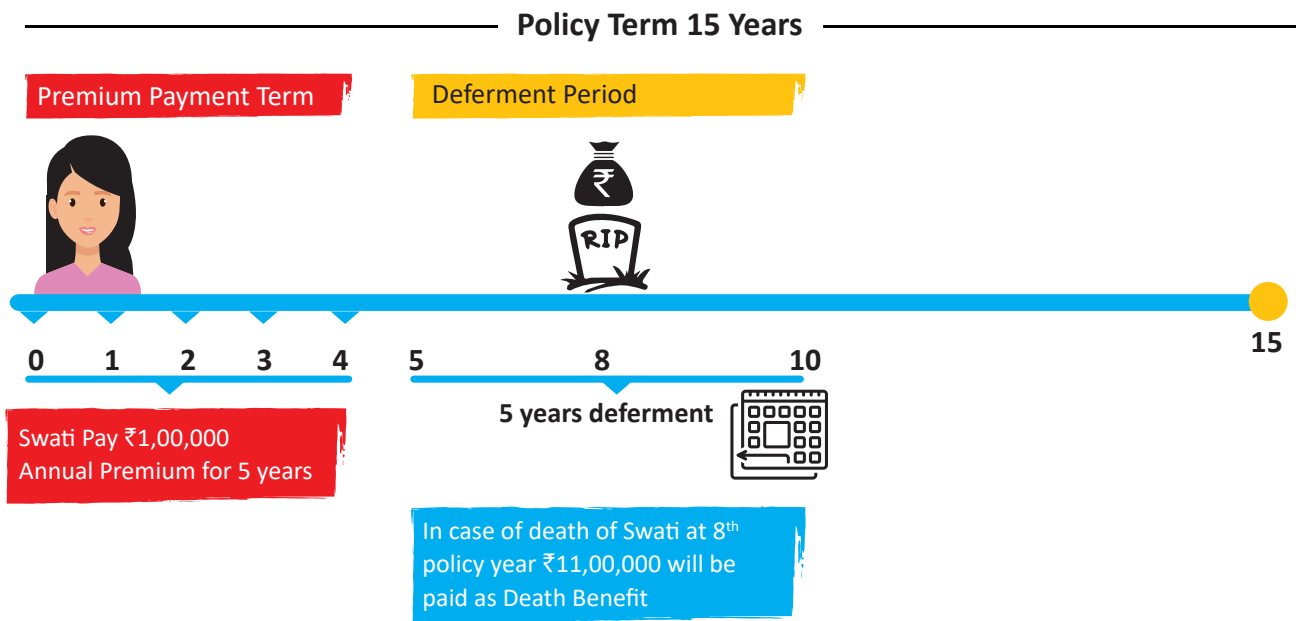 Policy Term 15 Years
Premium Payment Term
Deferment Period
₹
RIP
0 1 2 3 4 5 8 10 15
5 years deferment
Swati Pay ₹1,00,000
Annual Premium for 5 years
In case of death of Swati at 8th
policy year ₹11,00,000 will be
paid as Death Benefit